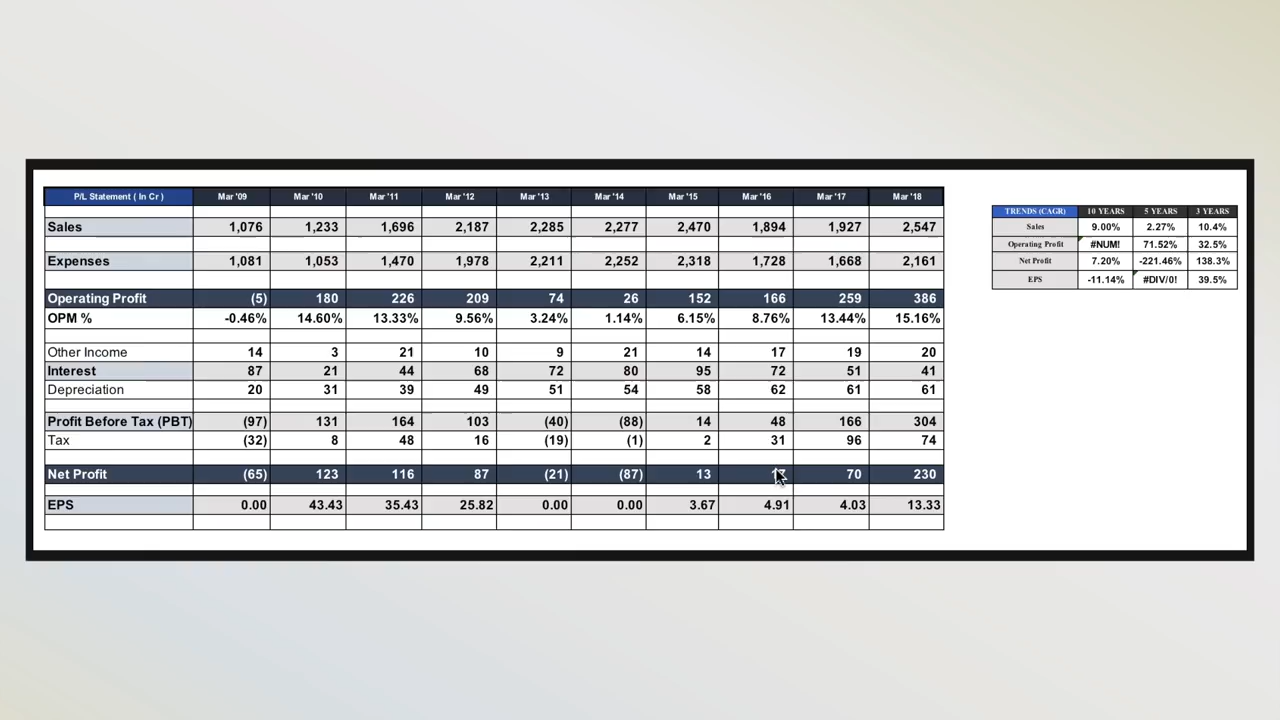 P/L Statement ( In Cr ) Mar '09 Mar '10 Mar '11 Mar '12 Mar '13 Mar '14 Mar '15 Mar '16 Mar '17 Mar '18
Sales 1,076 1,233 1,696 2,187 2,285 2,277 2,470 1,894 1,927 2,547
Expenses 1,081 1,053 1,470 1,978 2,211 2,252 2,318 1,728 1,668 2,161
Operating Profit (5) 180 226 209 74 26 152 166 259 386
OPM % -0.46% 14.60% 13.33% 9.56% 3.24% 1.14% 6.15% 8.76% 13.44% 15.16%
Other Income 14 3 21 10 9 21 14 17 19 20
Interest 87 21 44 68 72 80 95 72 51 41
Depreciation 20 31 39 49 51 54 58 62 61 61
Profit Before Tax (PBT) (97) 131 164 103 (40) (88) 14 48 166 304
Tax (32) 8 48 16 (19) (1) 2 31 96 74
Net Profit (65) 123 116 87 (21) (87) 13 70 230
EPS 0.00 43.43 35.43 25.82 0.00 0.00 3.67 4.91 4.03 13.33
TRENDS (CAGR) 10 YEARS 5 YEARS 3 YEARS
Sales 9.00% 2.27% 10.4%
Operating Profit #NUM! 71.52% 32.5%
Net Profit 7.20% -221.46% 138.3%
EPS -11.14% #DIV/0! 39.5%